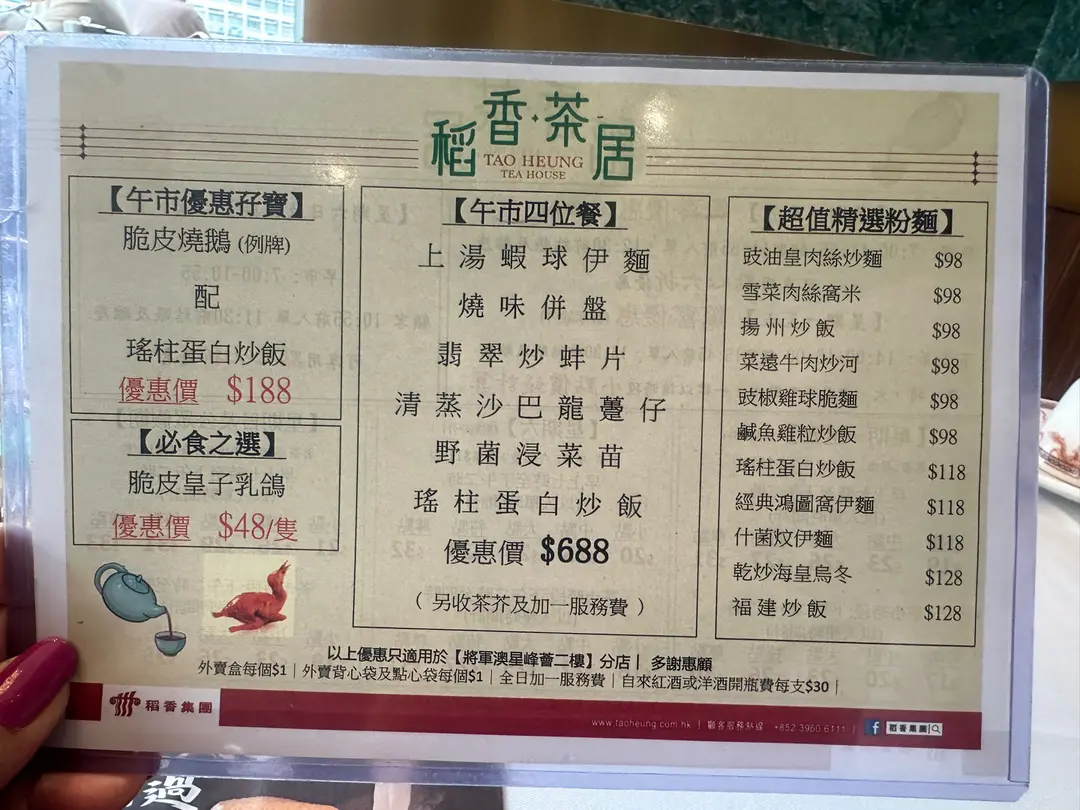 稻香·茶居
TAO HEUNG
TEA HOUSE
【午市優惠孖寶】
脆皮燒鵝 (例牌)
配
瑤柱蛋白炒飯
優惠價 $188
【必食之選】
脆皮皇子乳鴿
優惠價 $48/隻
【午市四位餐】
上湯蝦球伊麵
燒味併盤
翡翠炒蚌片
清蒸沙巴龍躉仔
野菌浸菜苗
瑤柱蛋白炒飯
優惠價 $688
( 另收茶芥及加一服務費 )
【超值精選粉麵】
豉油皇肉絲炒麵 $98
雪菜肉絲窩米 $98
揚州炒飯 $98
菜遠牛肉炒河 $98
豉椒雞球脆麵 $98
鹹魚雞粒炒飯 $98
瑤柱蛋白炒飯 $118
經典鴻圖窩伊麵 $118
什菌炆伊麵 $118
乾炒海皇烏冬 $128
福建炒飯 $128
以上優惠只適用於【將軍澳星峰薈二樓】分店 | 多謝惠顧
外賣盒每個$1 | 外賣背心袋及點心袋每個$1 | 全日加一服務費 | 自來紅酒或洋酒開瓶費每支$30 |
稻香集團
www.taoheung.com.hk | 顧客服務熱線 +852 3960 6111 | f 稻香集團
過